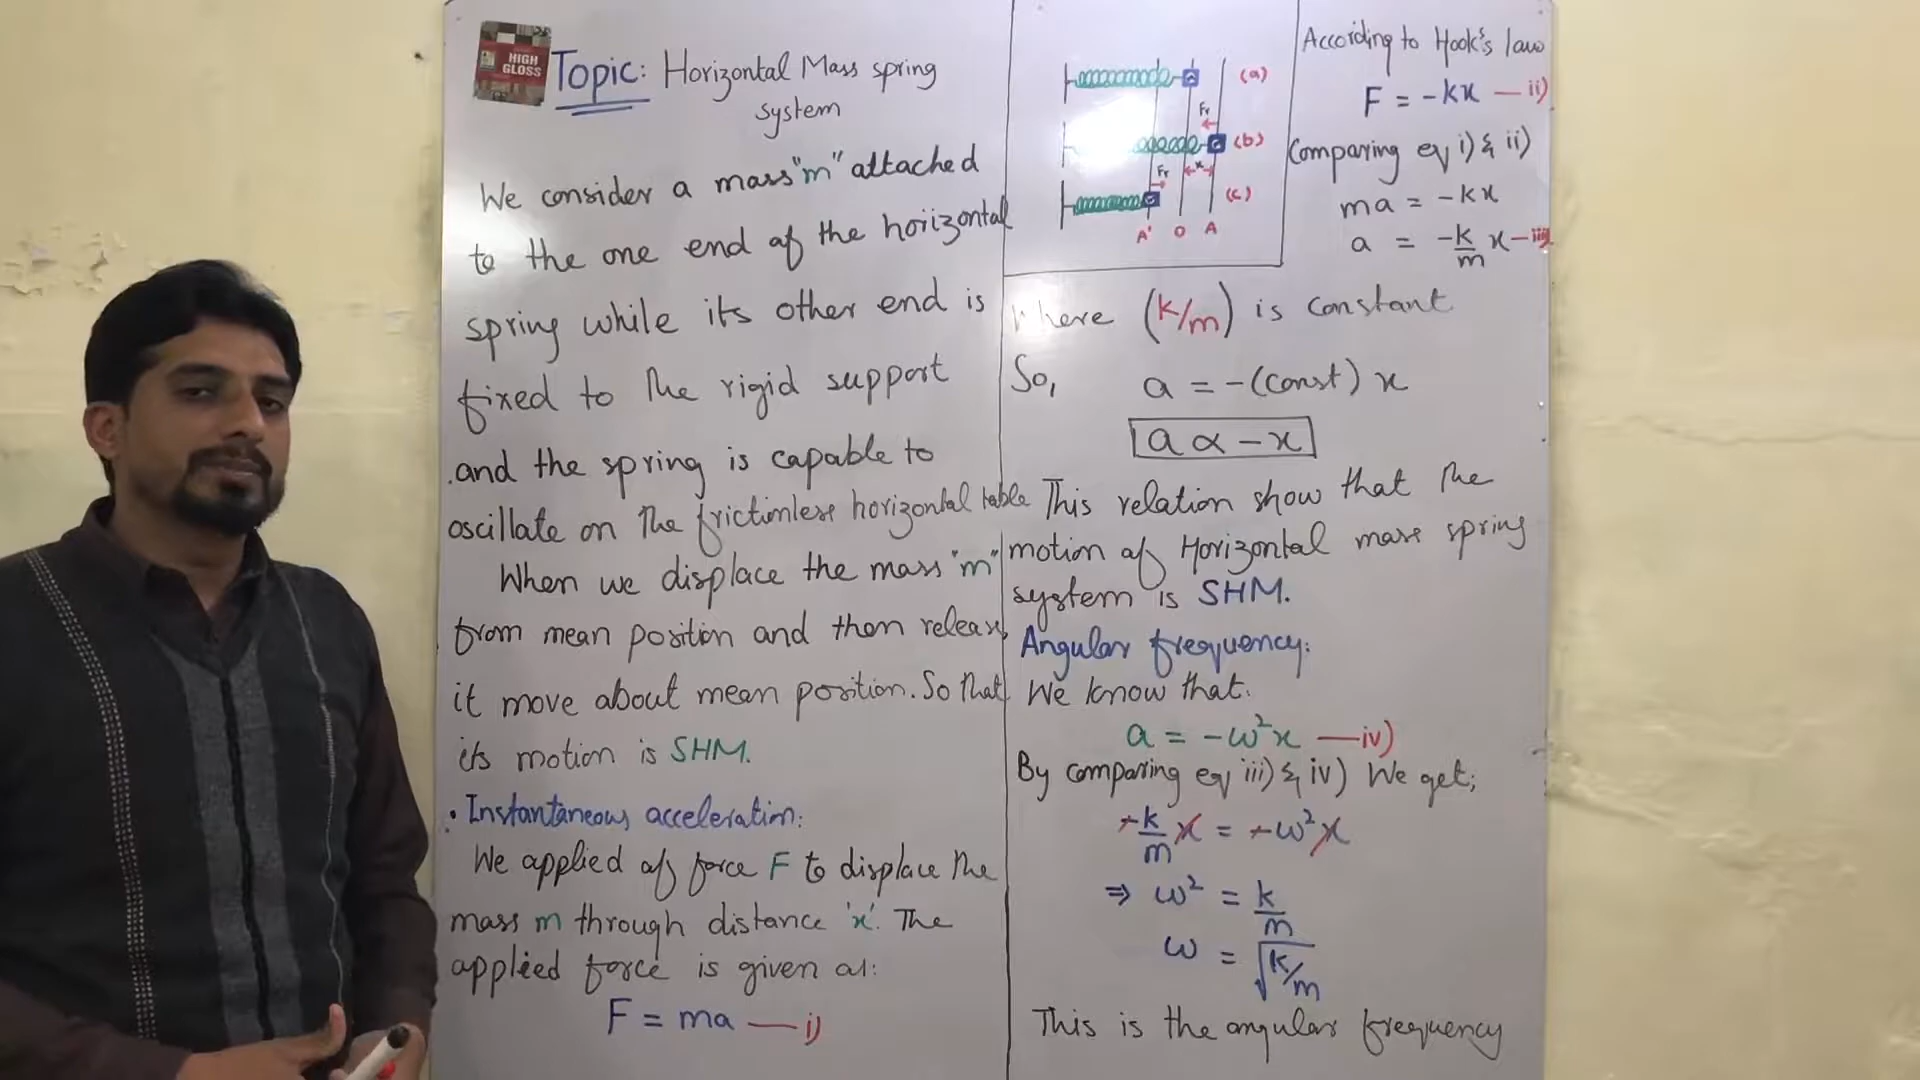 HIGH
GLOSS
Topic: Horizontal Mass spring
system
We consider a mass "m" attached
to the one end of the horizontal
spring while its other end is
fixed to the rigid support
and the spring is capable to
oscillate on the frictionless horizontal table
When we displace the mass "m"
from mean position and then release
it move about mean position. So that
its motion is SHM.
• Instantaneous acceleration:
We applied of force F to displace the
mass m through distance 'x'. The
applied force is given as:
F = ma — i)
(a)
Fr
(b)
x
Fr
(c)
A' O A
According to Hook's law
F = -kx — ii)
Comparing eq i) & ii)
ma = -kx
a = -k/m x — iii)
Where (k/m) is constant
So, a = -(const) x
a α - x
This relation show that the
motion of Horizontal mass spring
system is SHM.
Angular frequency:
We know that:
a = -ω²x — iv)
By comparing eq iii) & iv) We get;
-k/m x = -ω²x
⇒ ω² = k/m
ω = √k/m
This is the angular frequency